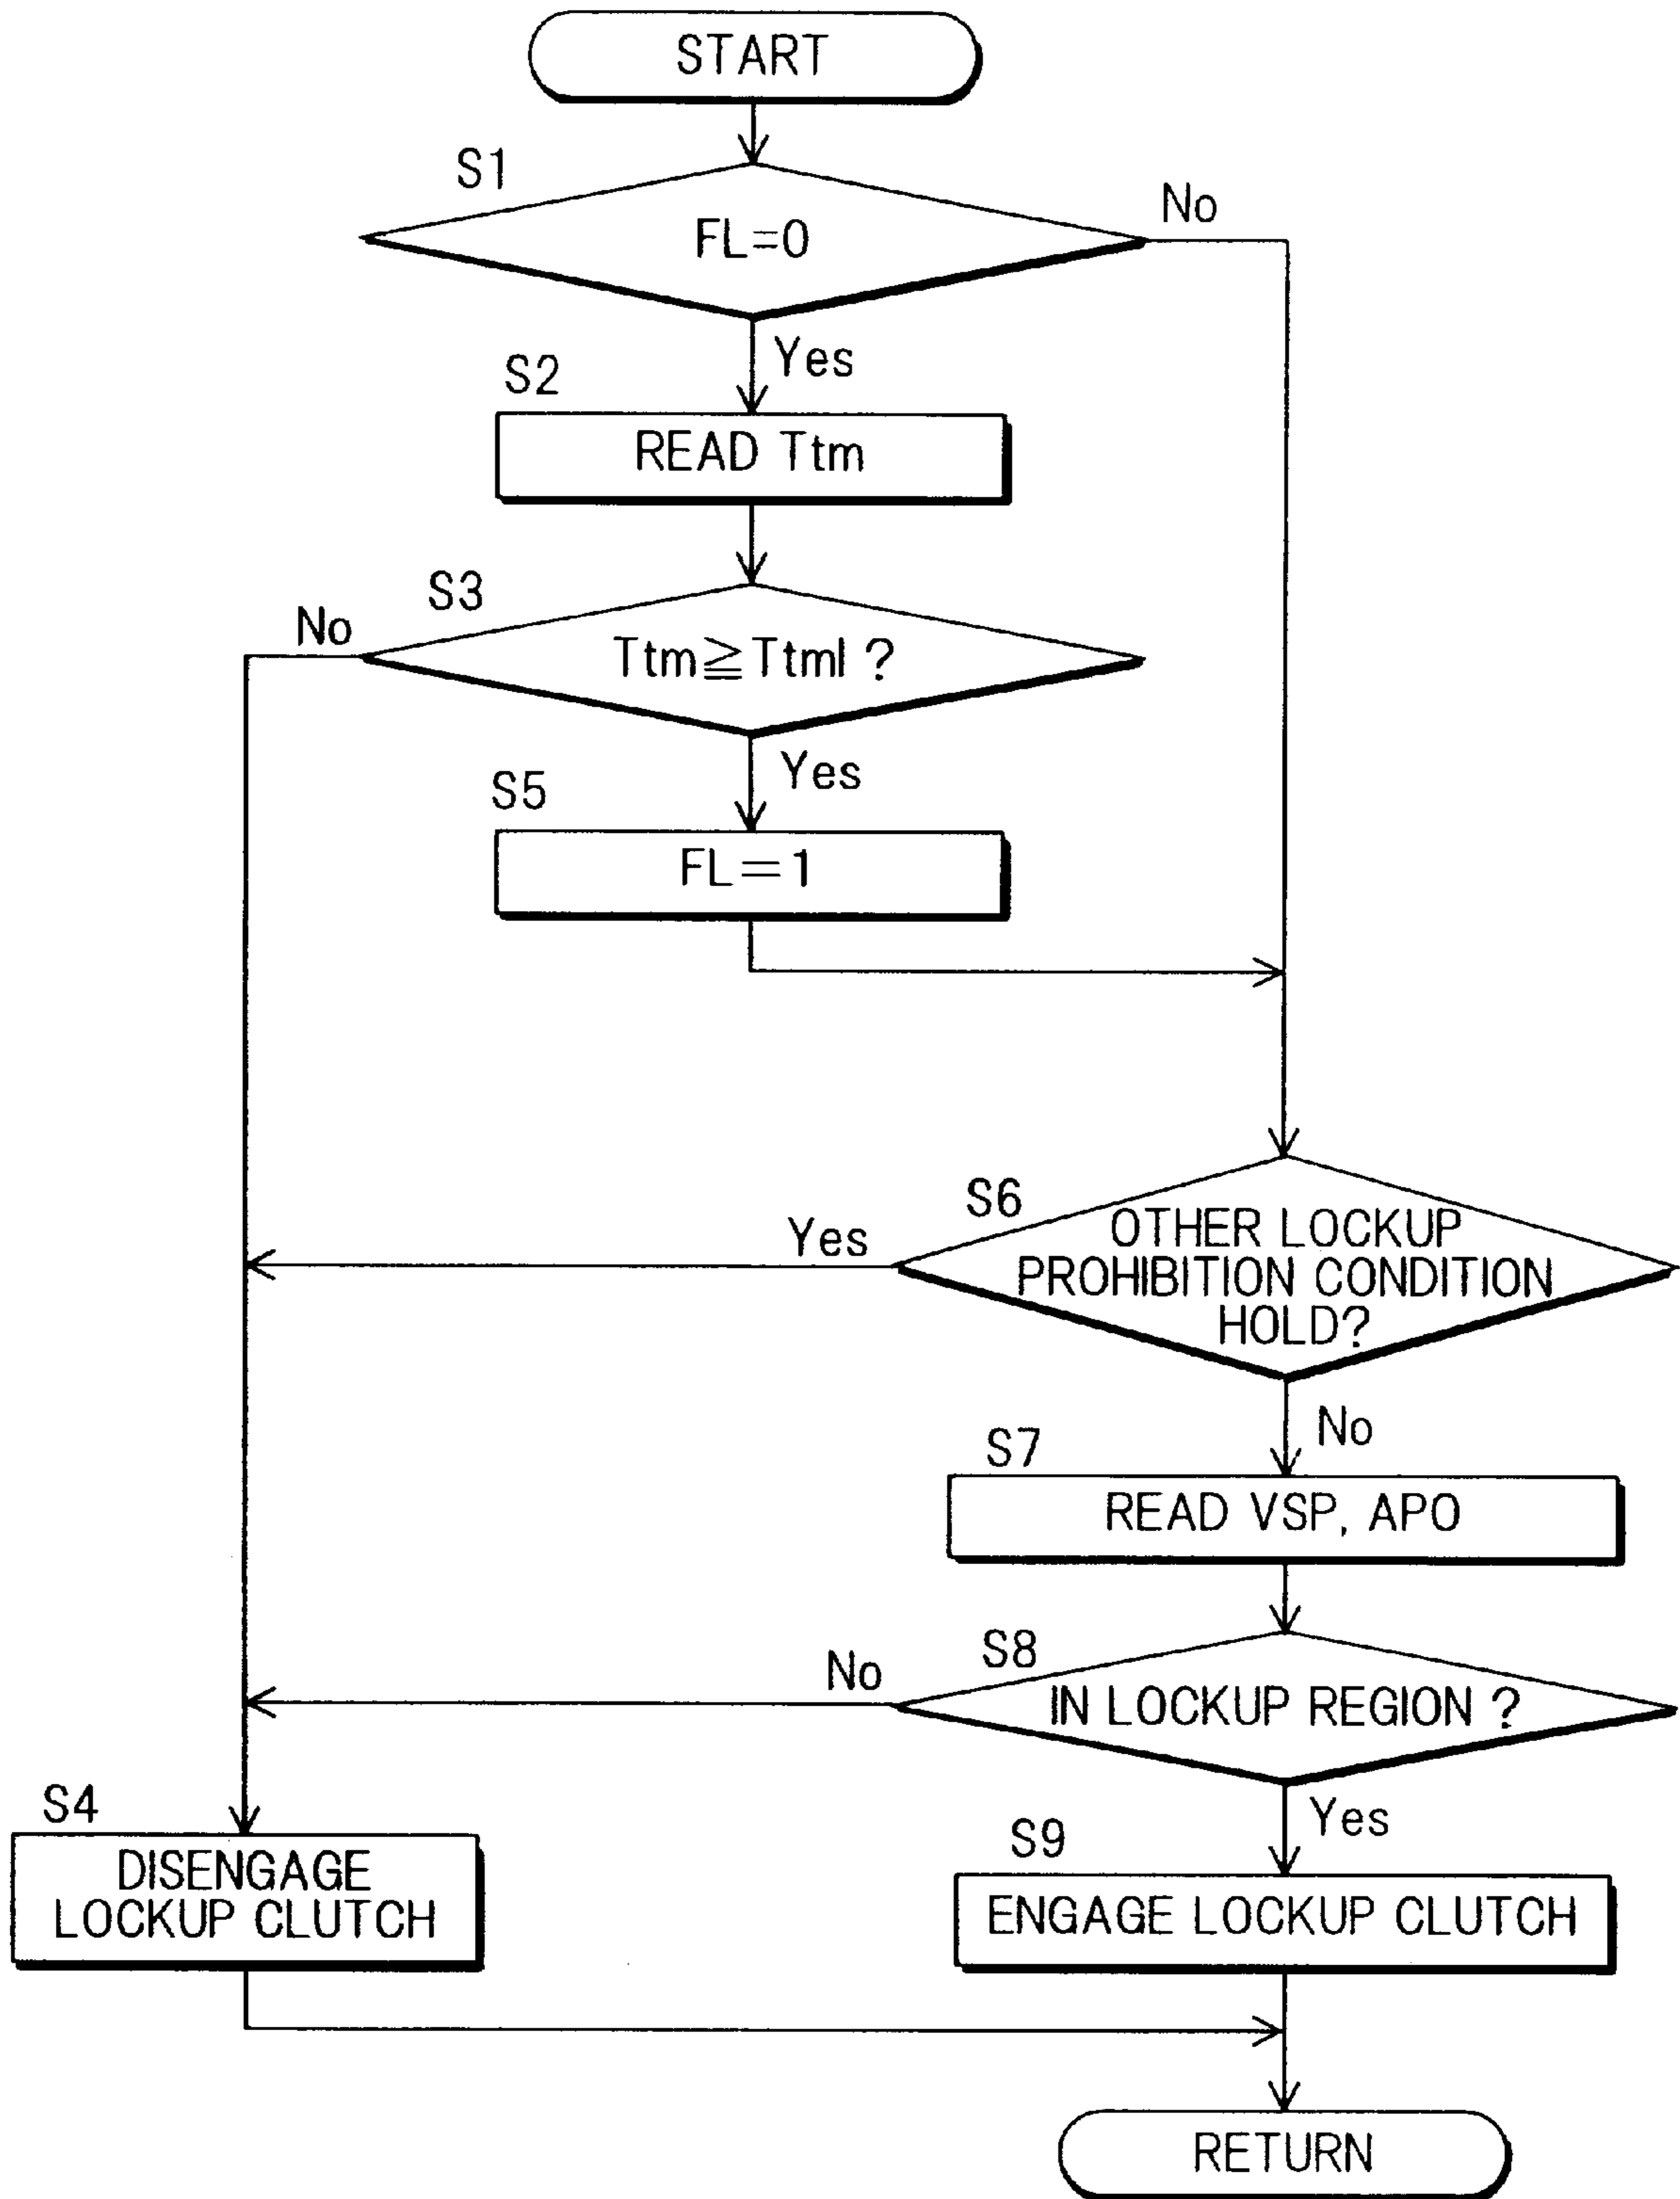 START
S1
FL=0
No
Yes
S2
READ Ttm
S3
No
Ttm≧Ttml ?
Yes
S5
FL=1
S6
Yes
OTHER LOCKUP
PROHIBITION CONDITION
HOLD?
No
S7
READ VSP, APO
S8
No
IN LOCKUP REGION ?
Yes
S4
DISENGAGE
LOCKUP CLUTCH
S9
ENGAGE LOCKUP CLUTCH
RETURN